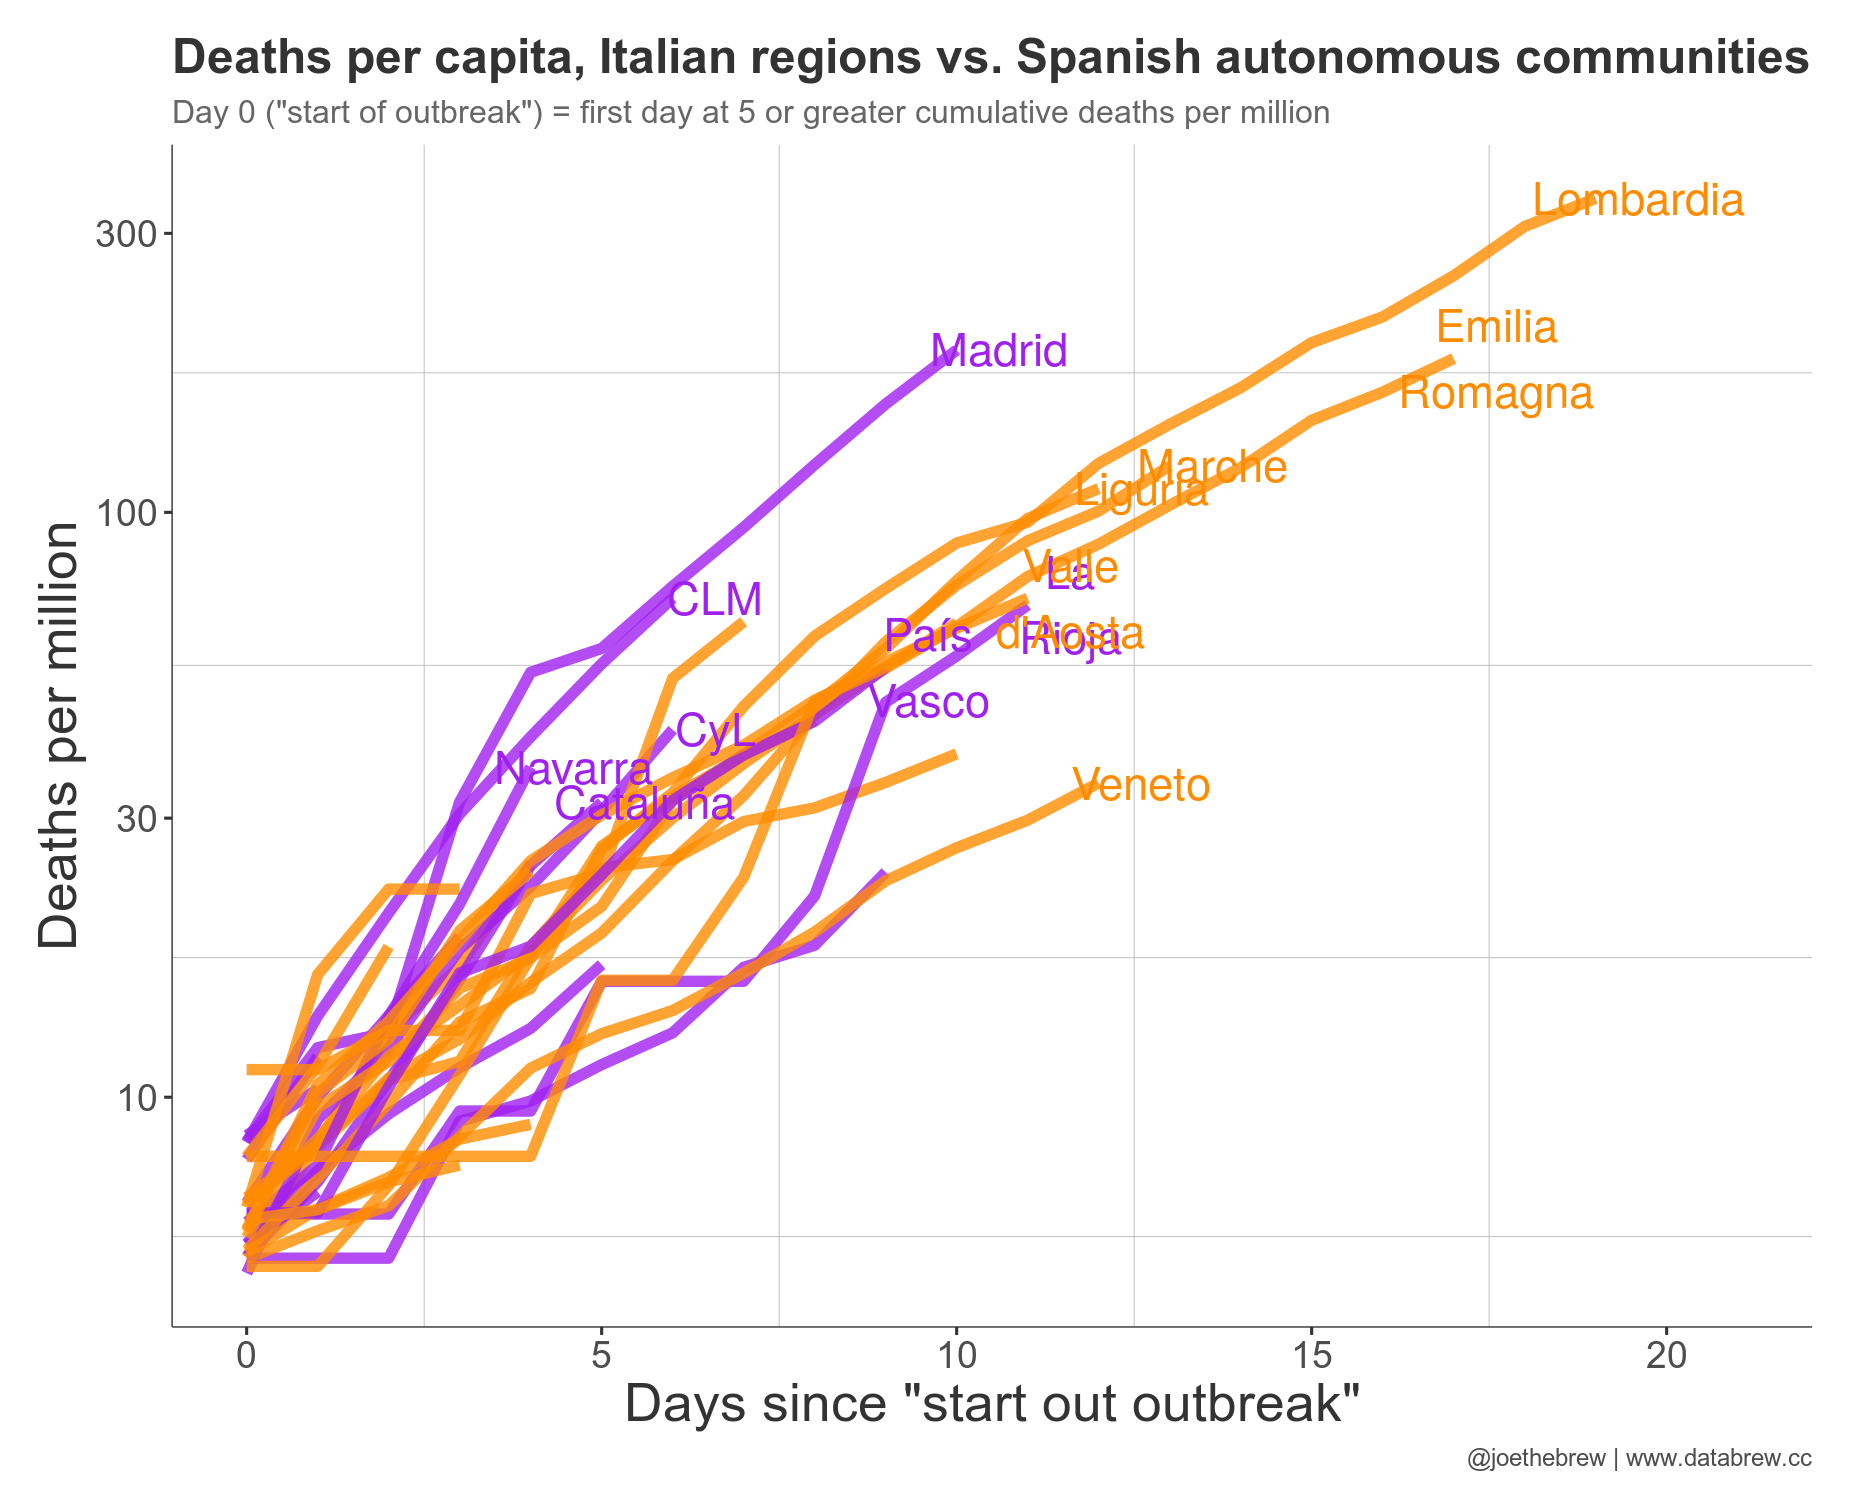 Deaths per capita, Italian regions vs. Spanish autonomous communities
Day 0 ("start of outbreak") = first day at 5 or greater cumulative deaths per million
Deaths per million
300
100
30
10
Lombardia
Emilia
Romagna
Madrid
Marche
Liguria
Valle
d'Aosta
La
Rioja
CLM
País
Vasco
CyL
Navarra
Cataluña
Veneto
0
5
10
15
20
Days since "start out outbreak"
@joethebrew | www.databrew.cc